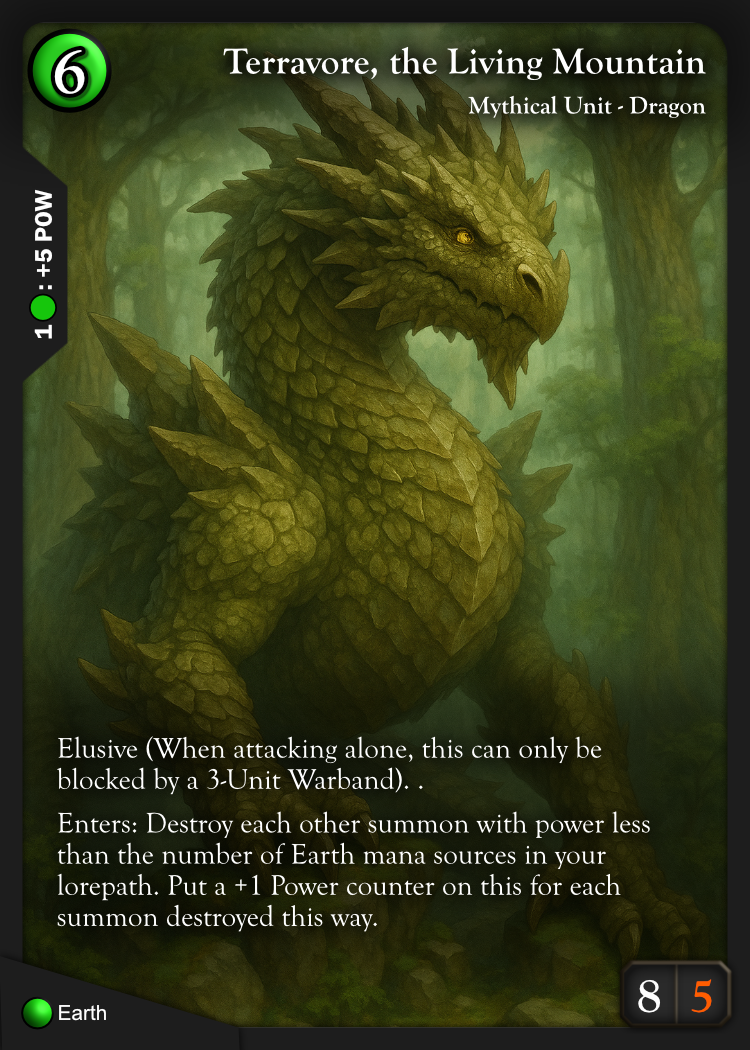 6
Terravore, the Living Mountain
Mythical Unit - Dragon
1 : +5 POW
Elusive (When attacking alone, this can only be
blocked by a 3-Unit Warband). .
Enters: Destroy each other summon with power less
than the number of Earth mana sources in your
lorepath. Put a +1 Power counter on this for each
summon destroyed this way.
Earth
8 5